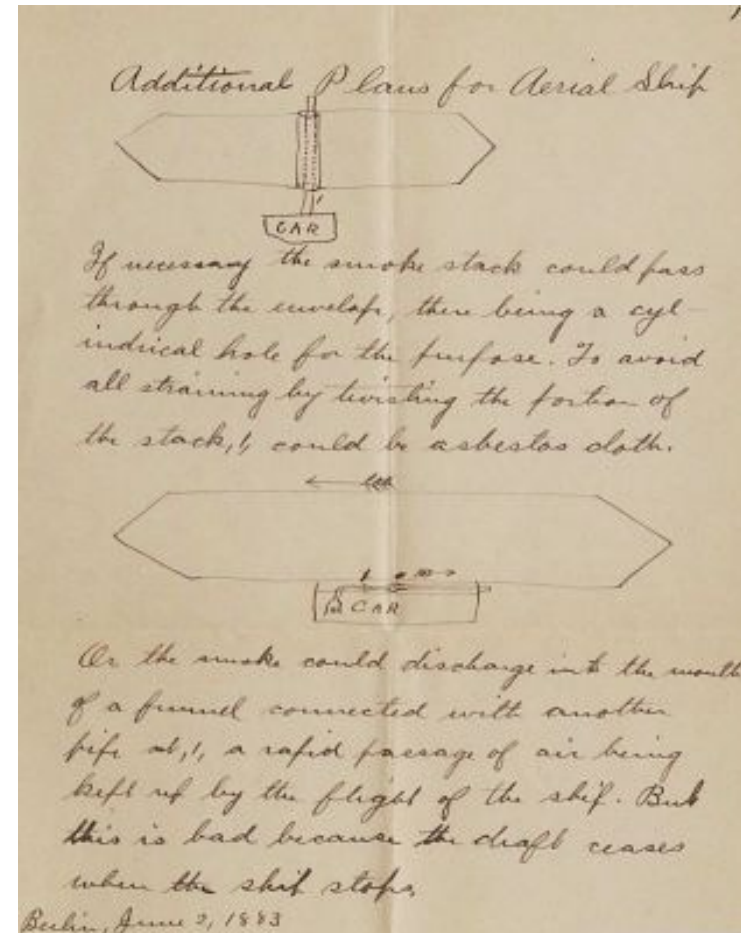 Additional Plans for Aerial Ship
CAR
If necessary the smoke stack could pass
through the envelop, there being a cyl-
indrical hole for the purpose. To avoid
all straining by twisting the portion of
the stack, 1, could be asbestos cloth.
CAR
Or the smoke could discharge into the mouth
of a funnel connected with another
pipe at, 1, a rapid passage of air being
kept up by the flight of the ship. But
this is bad because the draft ceases
when the ship stops.
Berlin, June 2, 1883